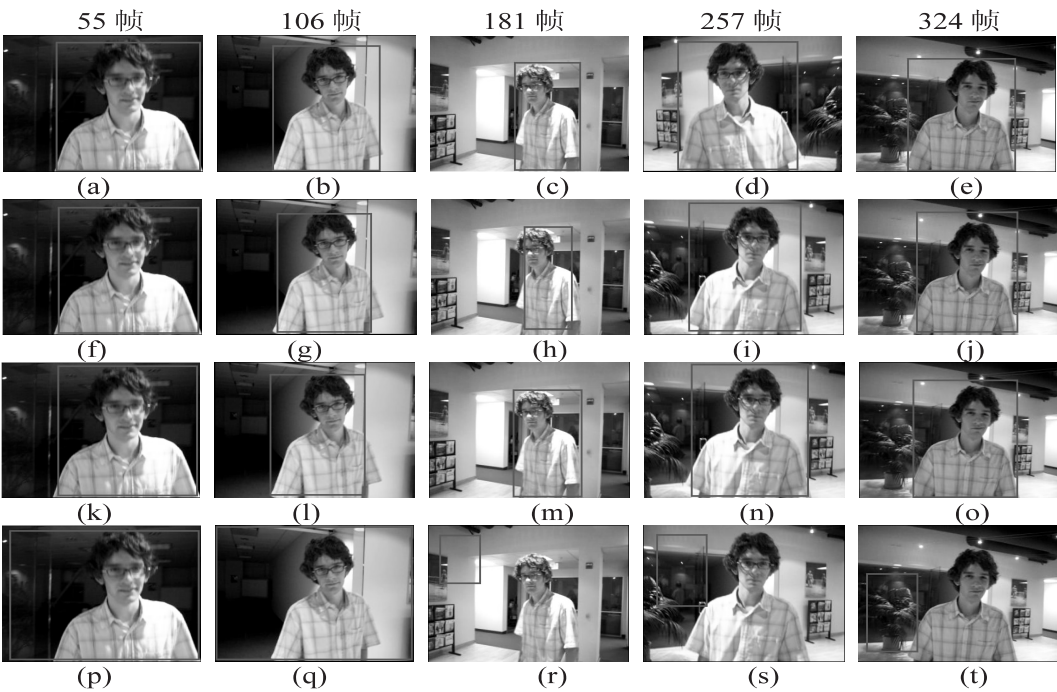 55 帧 106 帧 181 帧 257 帧 324 帧
(a) (b) (c) (d) (e)
(f) (g) (h) (i) (j)
(k) (l) (m) (n) (o)
(p) (q) (r) (s) (t)